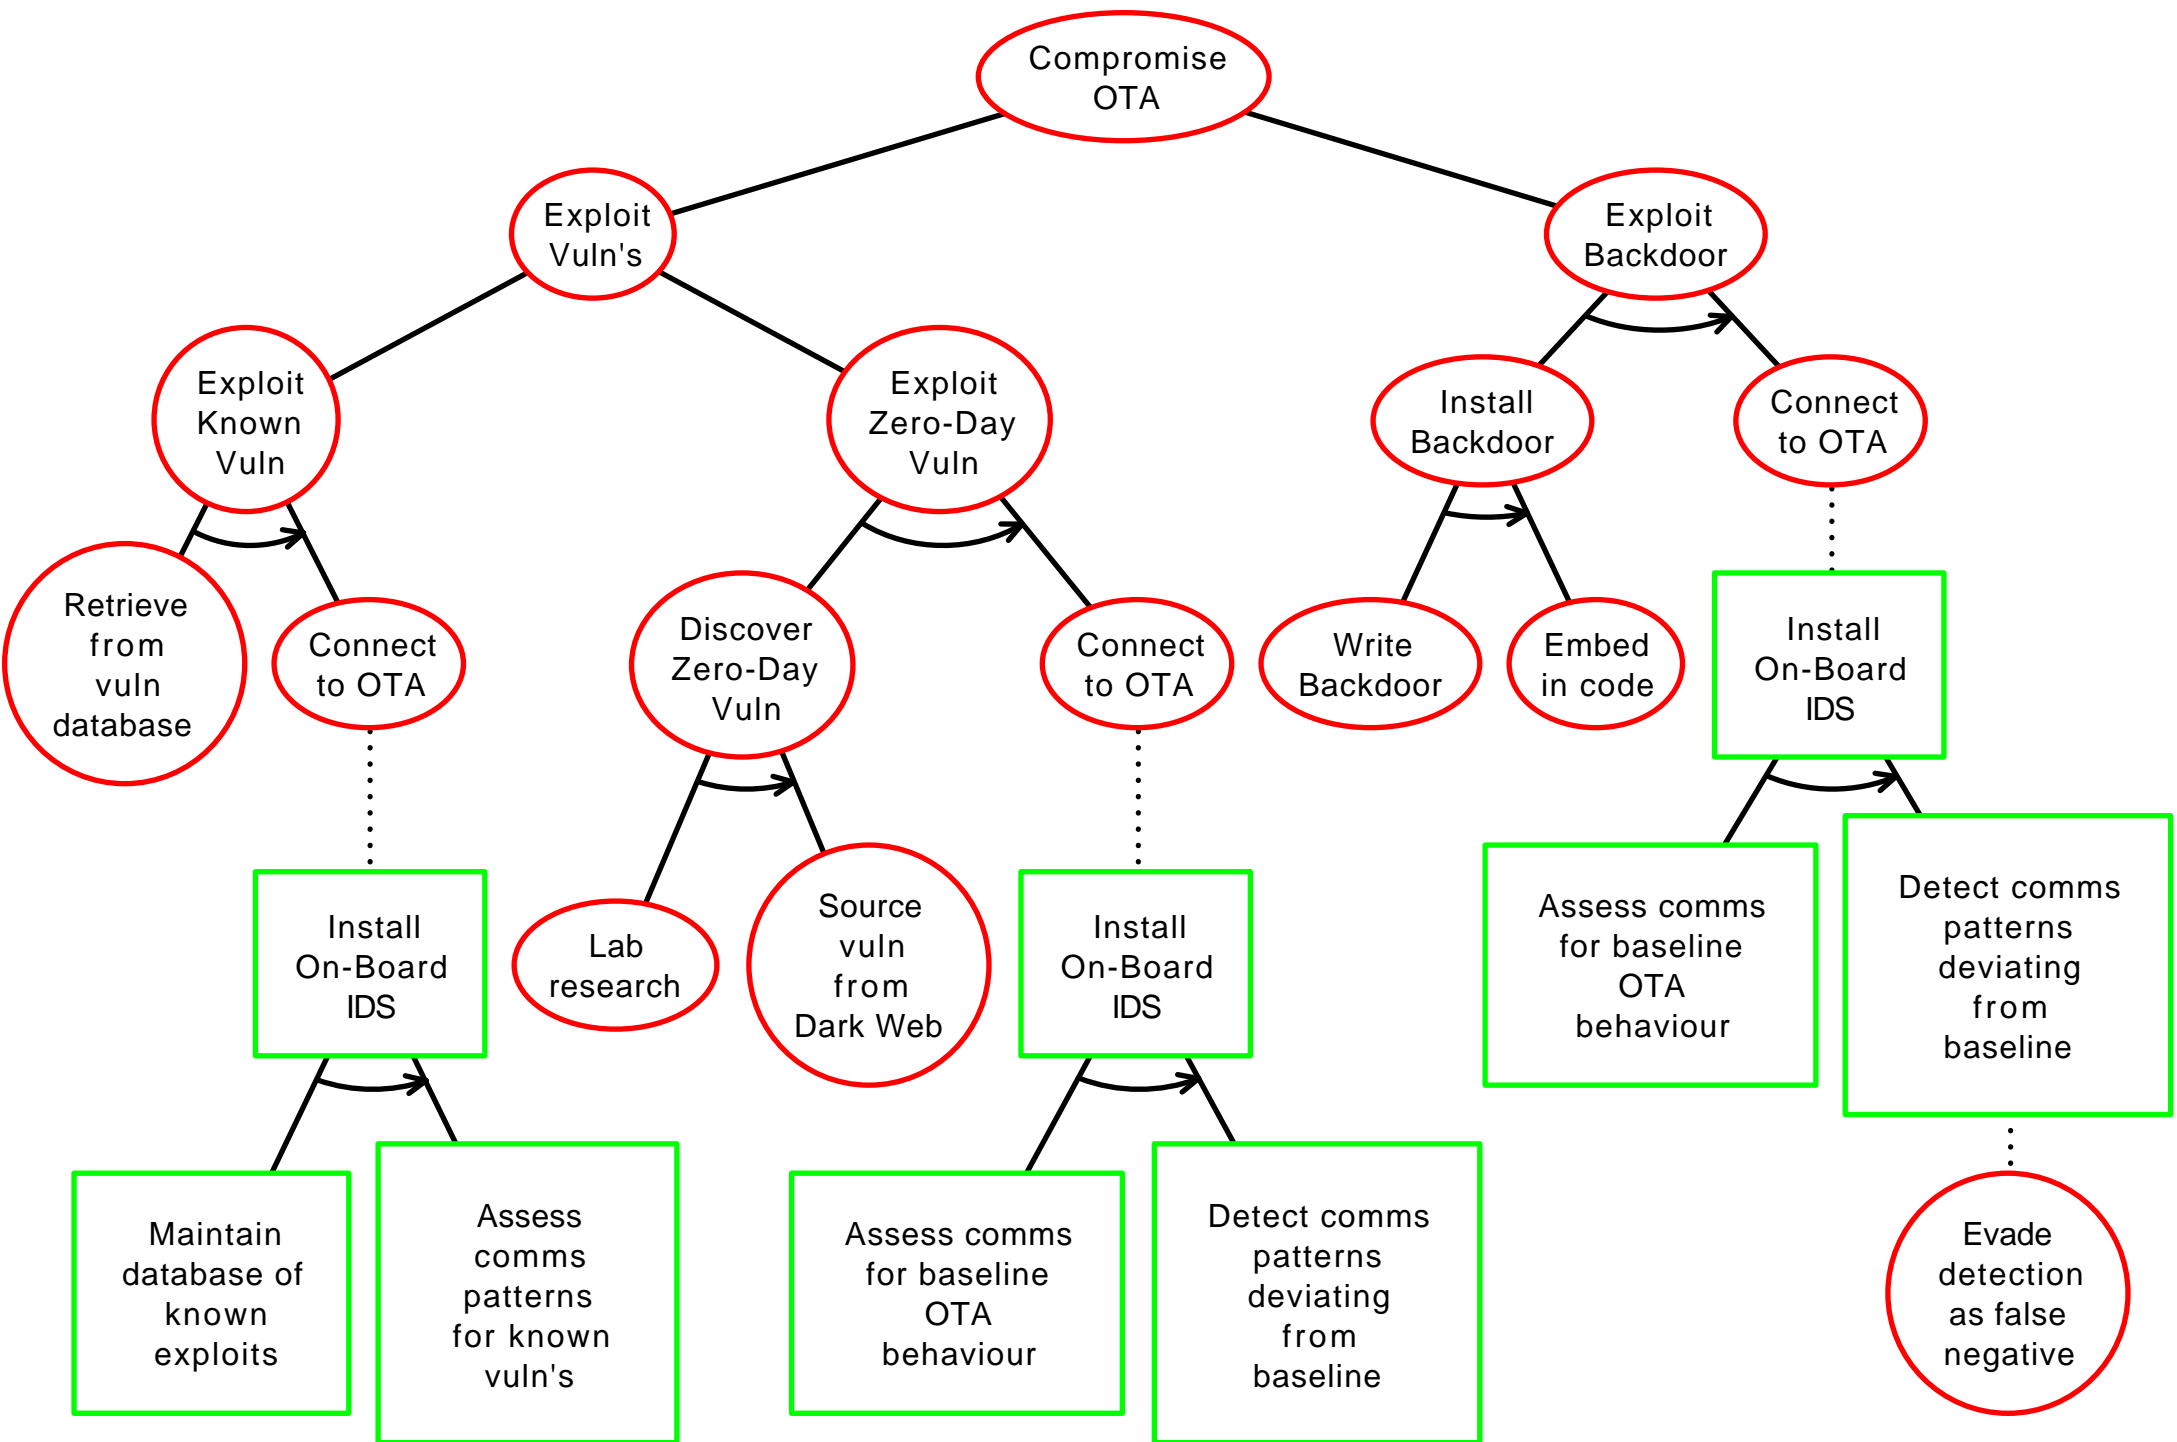 Compromise
OTA
Exploit
Vuln's
Exploit
Backdoor
Exploit
Known
Vuln
Exploit
Zero-Day
Vuln
Install
Backdoor
Connect
to OTA
Retrieve
from
vuln
database
Connect
to OTA
Discover
Zero-Day
Vuln
Connect
to OTA
Write
Backdoor
Embed
in code
Install
On-Board
IDS
Install
On-Board
IDS
Lab
research
Source
vuln
from
Dark Web
Install
On-Board
IDS
Assess comms
for baseline
OTA
behaviour
Detect comms
patterns
deviating
from
baseline
Maintain
database of
known
exploits
Assess
comms
patterns
for known
vuln's
Assess comms
for baseline
OTA
behaviour
Detect comms
patterns
deviating
from
baseline
Evade
detection
as false
negative